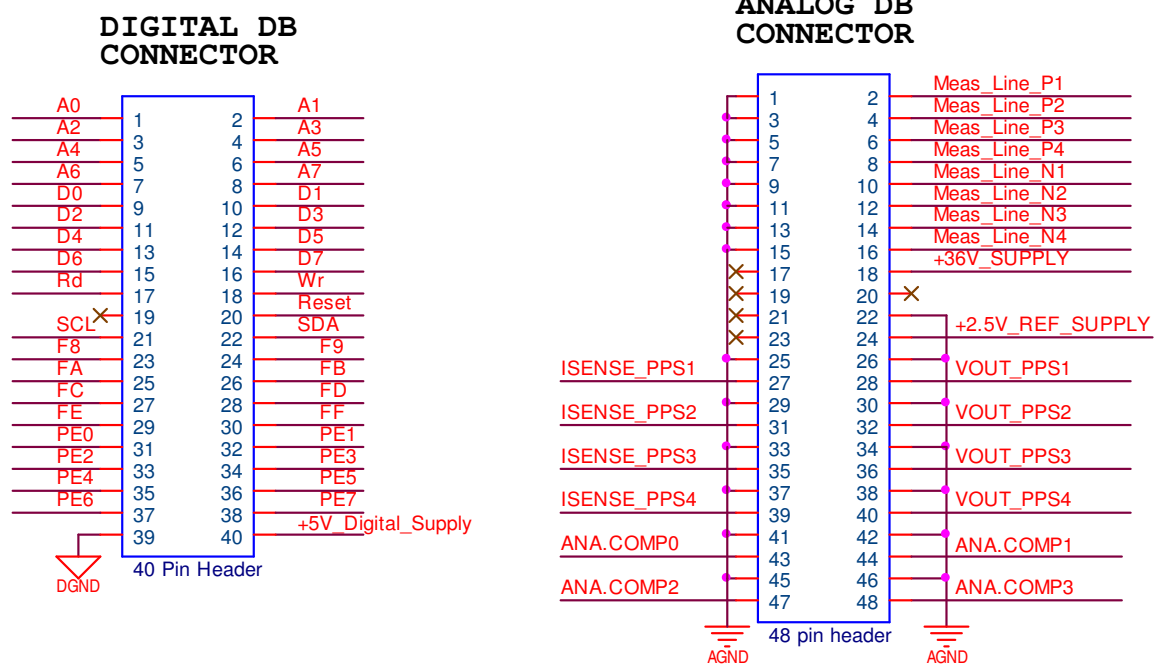 DIGITAL DB
CONNECTOR
A0 1 2 A1
A2 3 4 A3
A4 5 6 A5
A6 7 8 A7
D0 9 10 D1
D2 11 12 D3
D4 13 14 D5
D6 15 16 D7
Rd 17 18 Wr
19 20 Reset
SCL 21 22 SDA
F8 23 24 F9
FA 25 26 FB
FC 27 28 FD
FE 29 30 FF
PE0 31 32 PE1
PE2 33 34 PE3
PE4 35 36 PE5
PE6 37 38 PE7
39 40 +5V_Digital_Supply
DGND
40 Pin Header
ANALOG DB
CONNECTOR
1 2 Meas_Line_P1
3 4 Meas_Line_P2
5 6 Meas_Line_P3
7 8 Meas_Line_P4
9 10 Meas_Line_N1
11 12 Meas_Line_N2
13 14 Meas_Line_N3
15 16 Meas_Line_N4
17 18 +36V_SUPPLY
19 20
21 22
23 24 +2.5V_REF_SUPPLY
25 26
ISENSE_PPS1 27 28 VOUT_PPS1
29 30
ISENSE_PPS2 31 32 VOUT_PPS2
33 34
ISENSE_PPS3 35 36 VOUT_PPS3
37 38
ISENSE_PPS4 39 40 VOUT_PPS4
41 42
ANA.COMP0 43 44 ANA.COMP1
45 46
ANA.COMP2 47 48 ANA.COMP3
48 pin header
AGND AGND